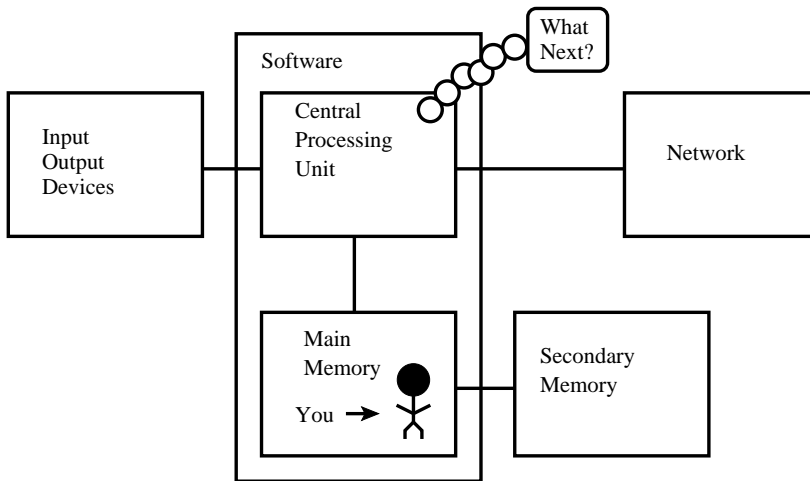 What
Next?
Software
Input
Output
Devices
Central
Processing
Unit
Network
Main
Memory
You
Secondary
Memory